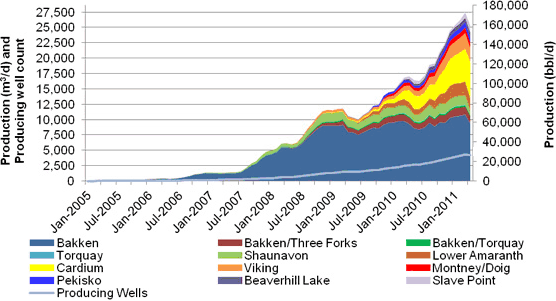 Production (m³/d) and
Producing well count
27,500
25,000
22,500
20,000
17,500
15,000
12,500
10,000
7,500
5,000
2,500
0
180,000
160,000
140,000
120,000
100,000
80,000
60,000
40,000
20,000
0
Production (bbl/d)
Jan-2005
Jul-2005
Jan-2006
Jul-2006
Jan-2007
Jul-2007
Jan-2008
Jul-2008
Jan-2009
Jul-2009
Jan-2010
Jul-2010
Jan-2011
Bakken
Bakken/Three Forks
Bakken/Torquay
Torquay
Shaunavon
Lower Amaranth
Cardium
Viking
Montney/Doig
Pekisko
Beaverhill Lake
Slave Point
Producing Wells